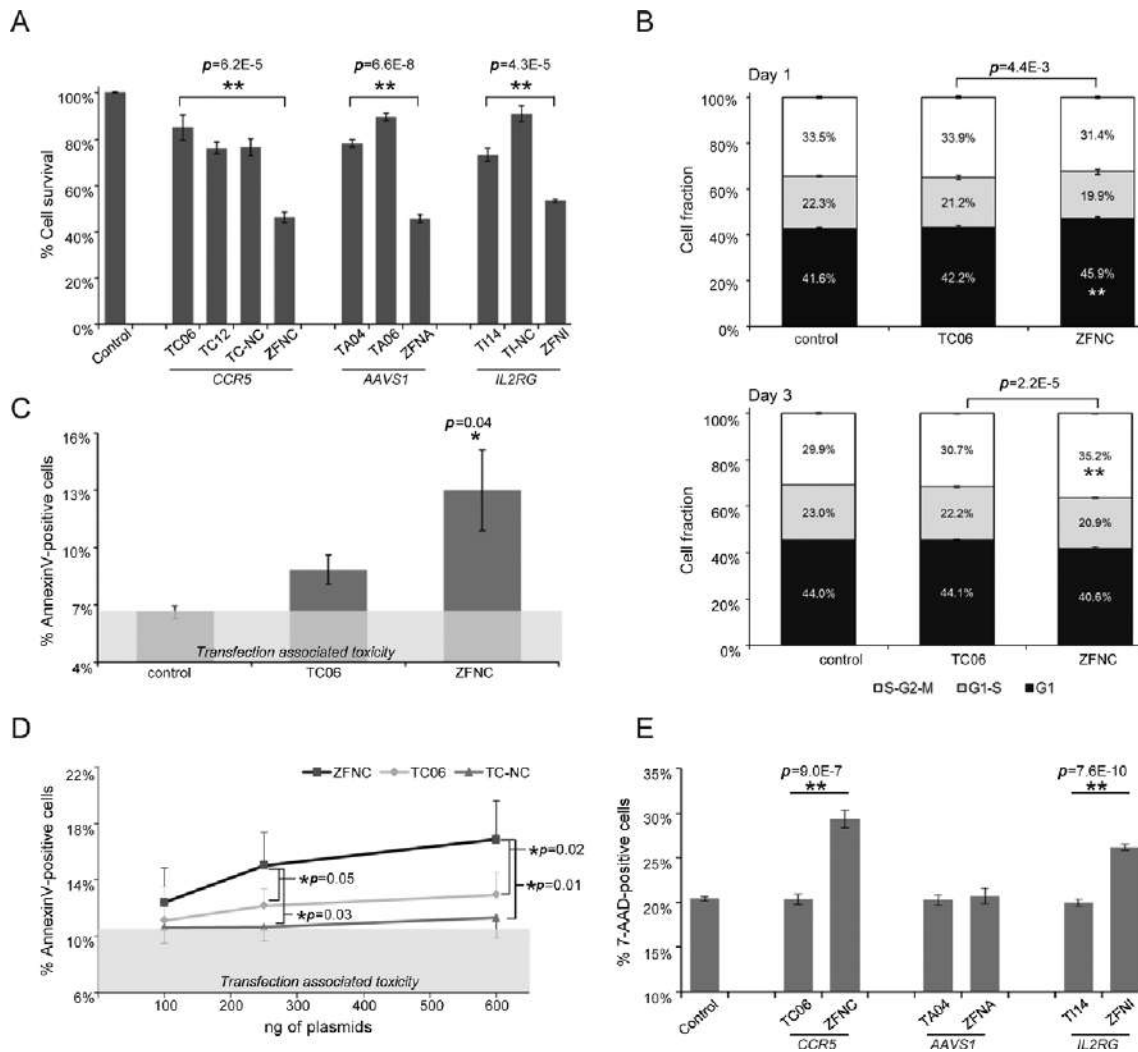 A
p=6.2E-5
p=6.6E-8
p=4.3E-5
**
**
**
% Cell survival
100%
80%
60%
40%
20%
0%
Control
TC06
TC12
TC-NC
ZFNC
TA04
TA06
ZFNA
TI14
TI-NC
ZFNI
CCR5
AAVS1
IL2RG
B
Day 1
p=4.4E-3
Cell fraction
100%
80%
60%
40%
20%
0%
33.5%
33.9%
31.4%
22.3%
21.2%
19.9%
41.6%
42.2%
45.9%
**
control
TC06
ZFNC
Day 3
p=2.2E-5
Cell fraction
100%
80%
60%
40%
20%
0%
29.9%
30.7%
35.2%
**
23.0%
22.2%
20.9%
44.0%
44.1%
40.6%
control
TC06
ZFNC
S-G2-M
G1-S
G1
C
p=0.04
*
% AnnexinV-positive cells
16%
13%
10%
7%
4%
Transfection associated toxicity
control
TC06
ZFNC
D
ZFNC
TC06
TC-NC
% AnnexinV-positive cells
22%
18%
14%
10%
6%
*p=0.02
*p=0.05
*p=0.01
*p=0.03
Transfection associated toxicity
100
200
300
400
500
600
ng of plasmids
E
p=9.0E-7
p=7.6E-10
**
**
% 7-AAD-positive cells
35%
30%
25%
20%
15%
10%
Control
TC06
ZFNC
TA04
ZFNA
TI14
ZFNI
CCR5
AAVS1
IL2RG